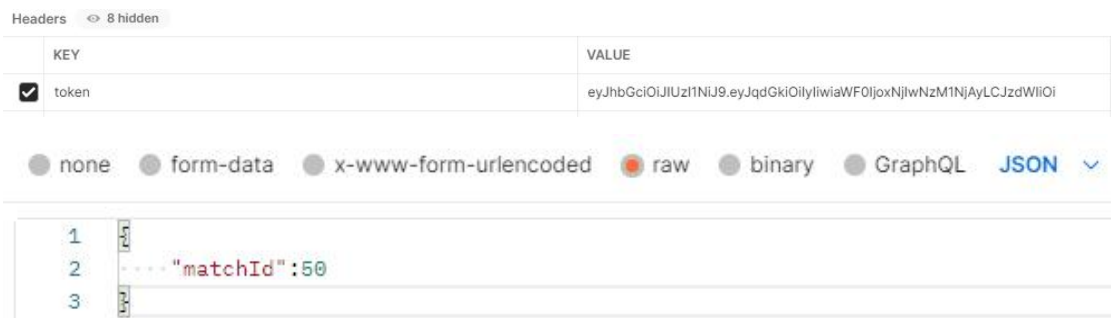 Headers 8 hidden
KEY VALUE
token eyJhbGciOiJIUzI1NiJ9.eyJqdGkiOiIyIiwiaWF0IjoxNjIwNzM1NjAyLCJzdWIiOi
none form-data x-www-form-urlencoded raw binary GraphQL JSON
1 {
2 "matchId":50
3 }